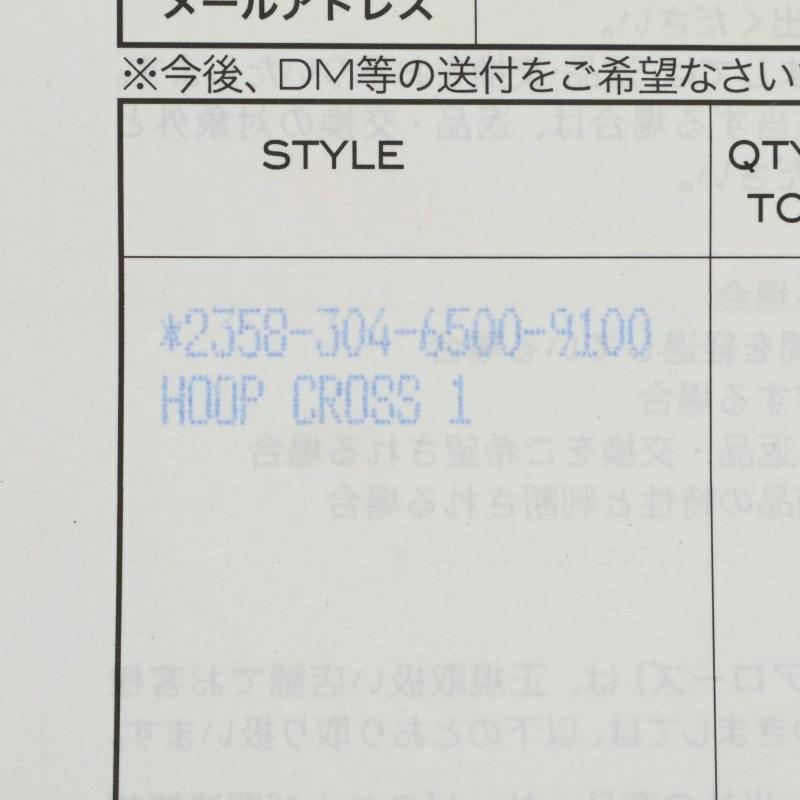 メールアドレス
※今後、DM等の送付をご希望なさい
STYLE
QTY
TO
*2358-304-6500-9100
HOOP CROSS 1